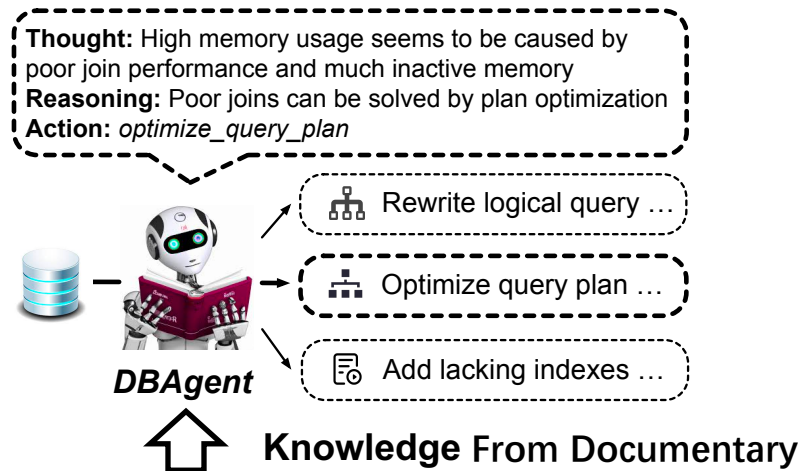 Thought: High memory usage seems to be caused by
poor join performance and much inactive memory
Reasoning: Poor joins can be solved by plan optimization
Action: optimize_query_plan
Rewrite logical query …
Optimize query plan …
Add lacking indexes …
DBAgent
Knowledge From Documentary